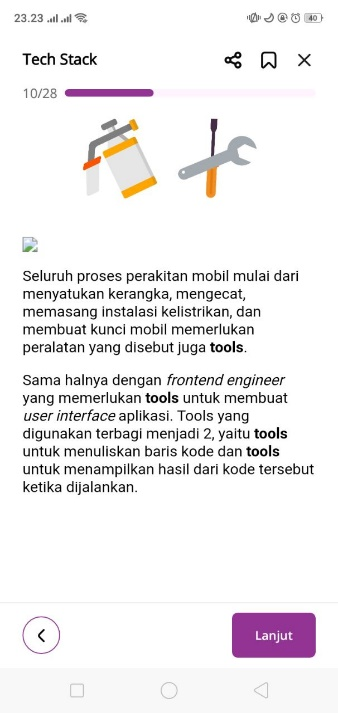 23.23
40
Tech Stack
10/28
Seluruh proses perakitan mobil mulai dari
menyatukan kerangka, mengecat,
memasang instalasi kelistrikan, dan
membuat kunci mobil memerlukan
peralatan yang disebut juga tools.
Sama halnya dengan frontend engineer
yang memerlukan tools untuk membuat
user interface aplikasi. Tools yang
digunakan terbagi menjadi 2, yaitu tools
untuk menuliskan baris kode dan tools
untuk menampilkan hasil dari kode tersebut
ketika dijalankan.
Lanjut